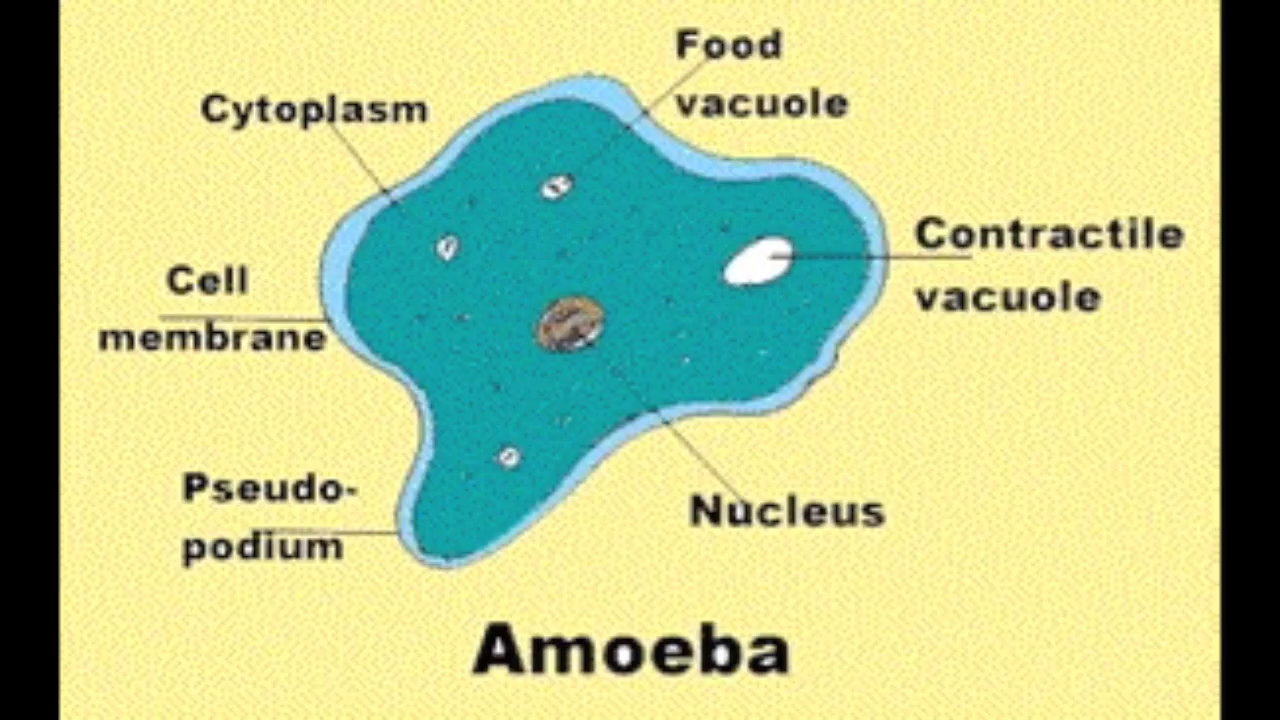 Food
vacuole
Cytoplasm
Contractile
vacuole
Cell
membrane
Pseudo-
podium
Nucleus
Amoeba